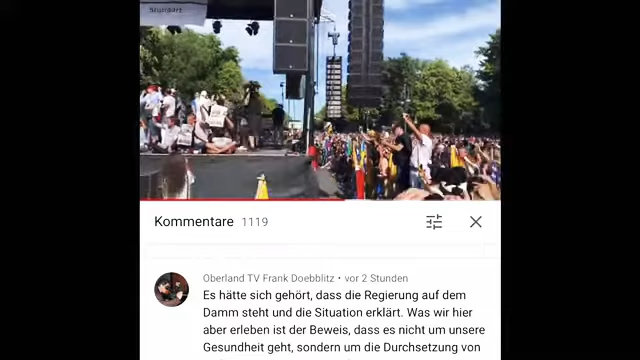 Stuttgart
Kommentare 1119
Oberland TV Frank Doebblitz • vor 2 Stunden
Es hätte sich gehört, dass die Regierung auf dem
Damm steht und die Situation erklärt. Was wir hier
aber erleben ist der Beweis, dass es nicht um unsere
Gesundheit geht, sondern um die Durchsetzung von